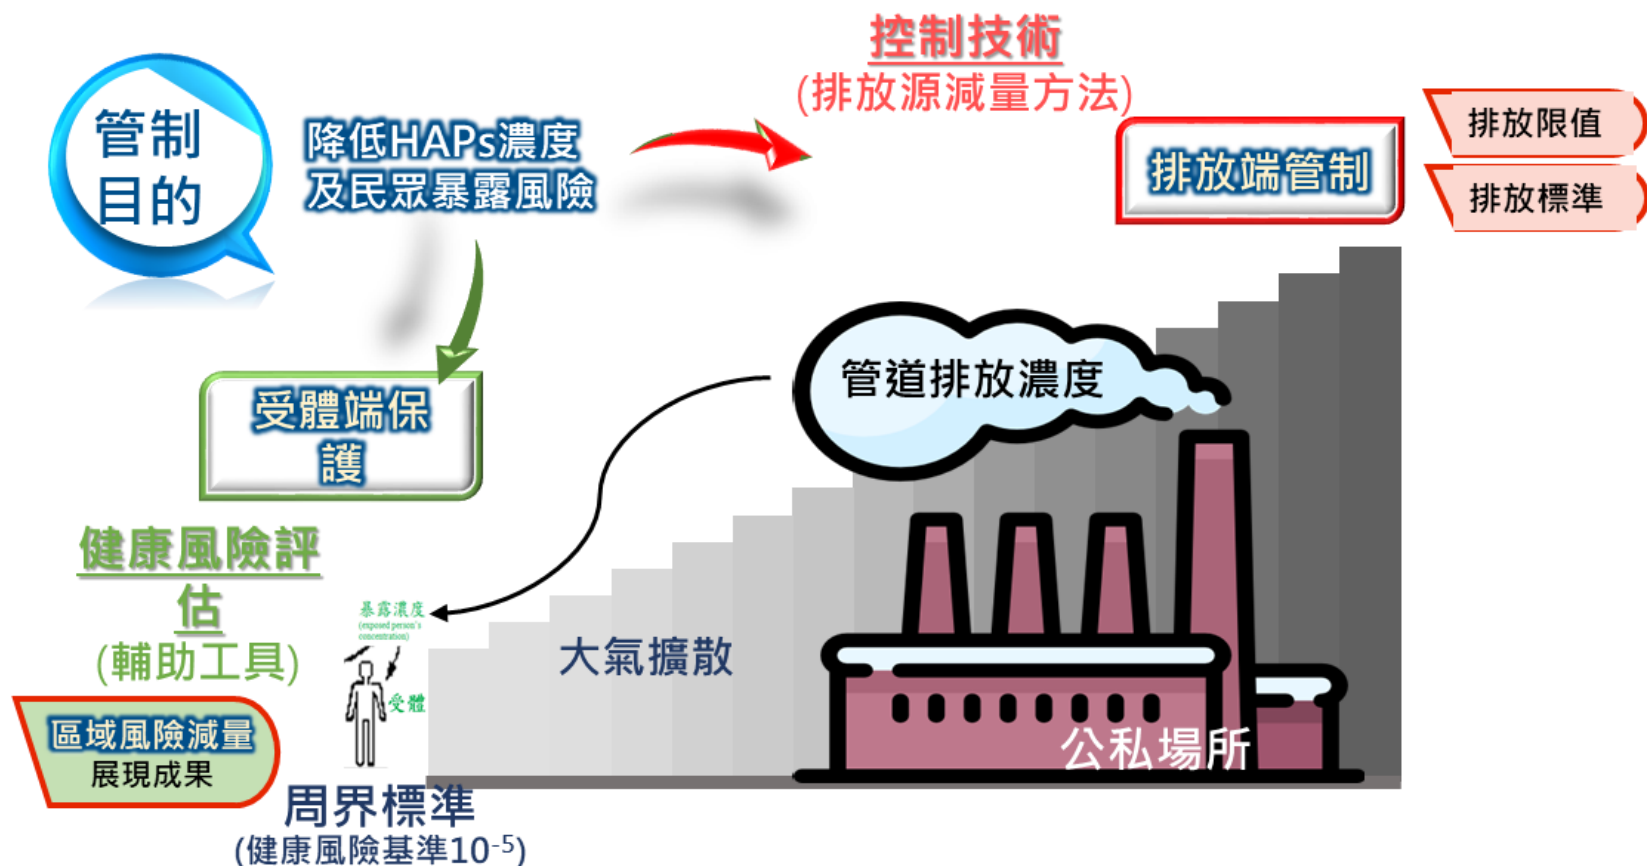 管制
目的
降低HAPs濃度
及民眾暴露風險
控制技術
(排放源減量方法)
排放端管制
排放限值
排放標準
受體端保
護
健康風險評
估
(輔助工具)
區域風險減量
展現成果
暴露濃度
(exposed person's
concentration)
受體
周界標準
(健康風險基準10⁻⁵)
大氣擴散
管道排放濃度
公私場所